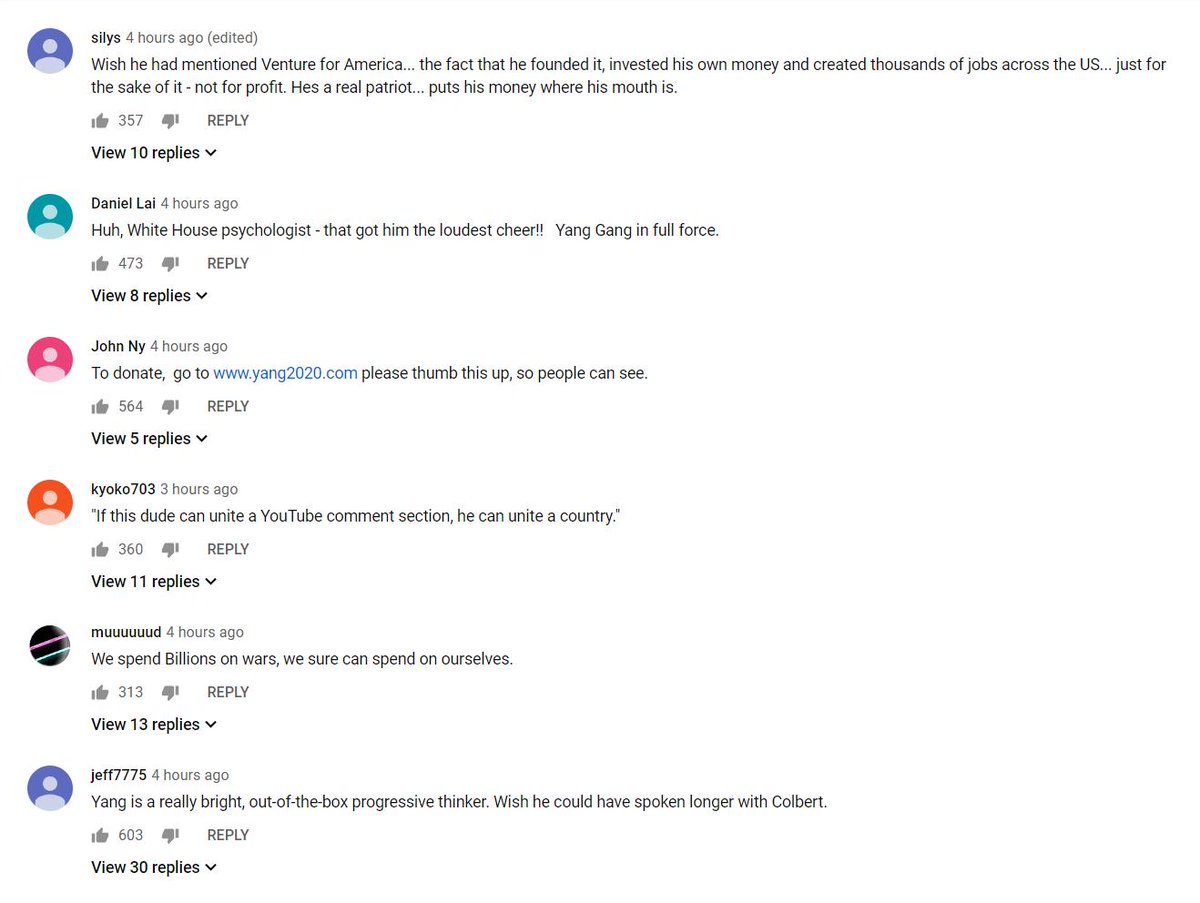 silys 4 hours ago (edited)
Wish he had mentioned Venture for America... the fact that he founded it, invested his own money and created thousands of jobs across the US... just for
the sake of it - not for profit. Hes a real patriot... puts his money where his mouth is.
357 REPLY
View 10 replies
Daniel Lai 4 hours ago
Huh, White House psychologist - that got him the loudest cheer!! Yang Gang in full force.
473 REPLY
View 8 replies
John Ny 4 hours ago
To donate, go to www.yang2020.com please thumb this up, so people can see.
564 REPLY
View 5 replies
kyoko703 3 hours ago
"If this dude can unite a YouTube comment section, he can unite a country."
360 REPLY
View 11 replies
muuuuuud 4 hours ago
We spend Billions on wars, we sure can spend on ourselves.
313 REPLY
View 13 replies
jeff7775 4 hours ago
Yang is a really bright, out-of-the-box progressive thinker. Wish he could have spoken longer with Colbert.
603 REPLY
View 30 replies